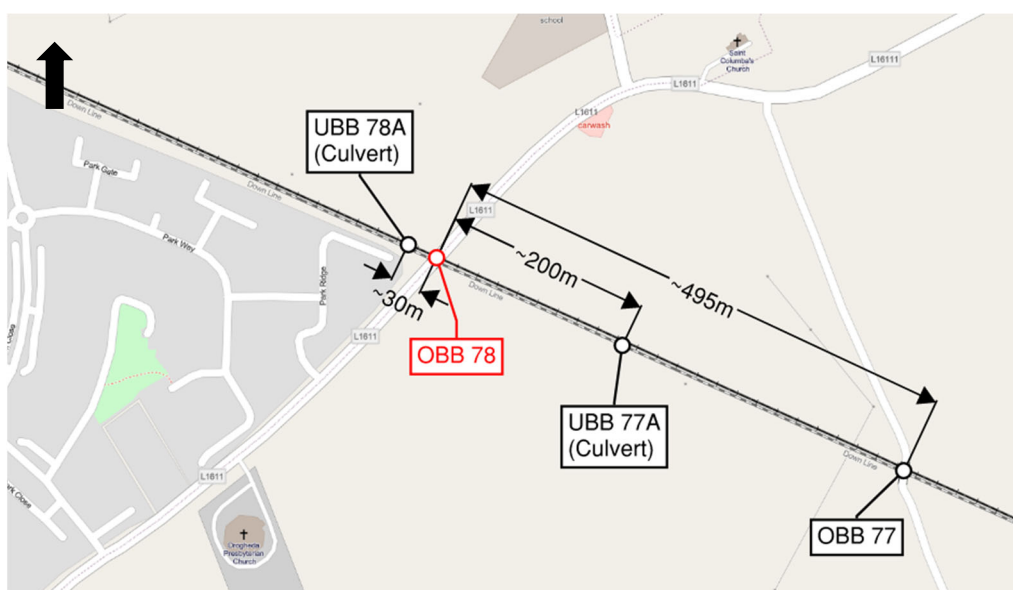 school
Saint
Columba's
Church
L16111
L1611
L1611
carwash
Down Line
UBB 78A
(Culvert)
Park Gate
Down Line
L1611
Park Way
~200m
~495m
Park Ridge
~30m
Down Line
L1611
OBB 78
UBB 77A
(Culvert)
Down Line
L1611
OBB 77
Drogheda
Presbyterian
Church